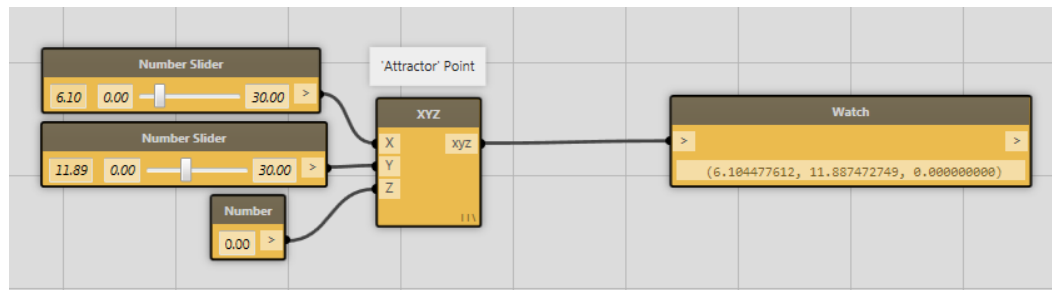 Number Slider
6.10 0.00 30.00 >
Number Slider
11.89 0.00 30.00 >
Number
0.00 >
'Attractor' Point
XYZ
X xyz
Y
Z
Watch
> >
(6.104477612, 11.887472749, 0.000000000)